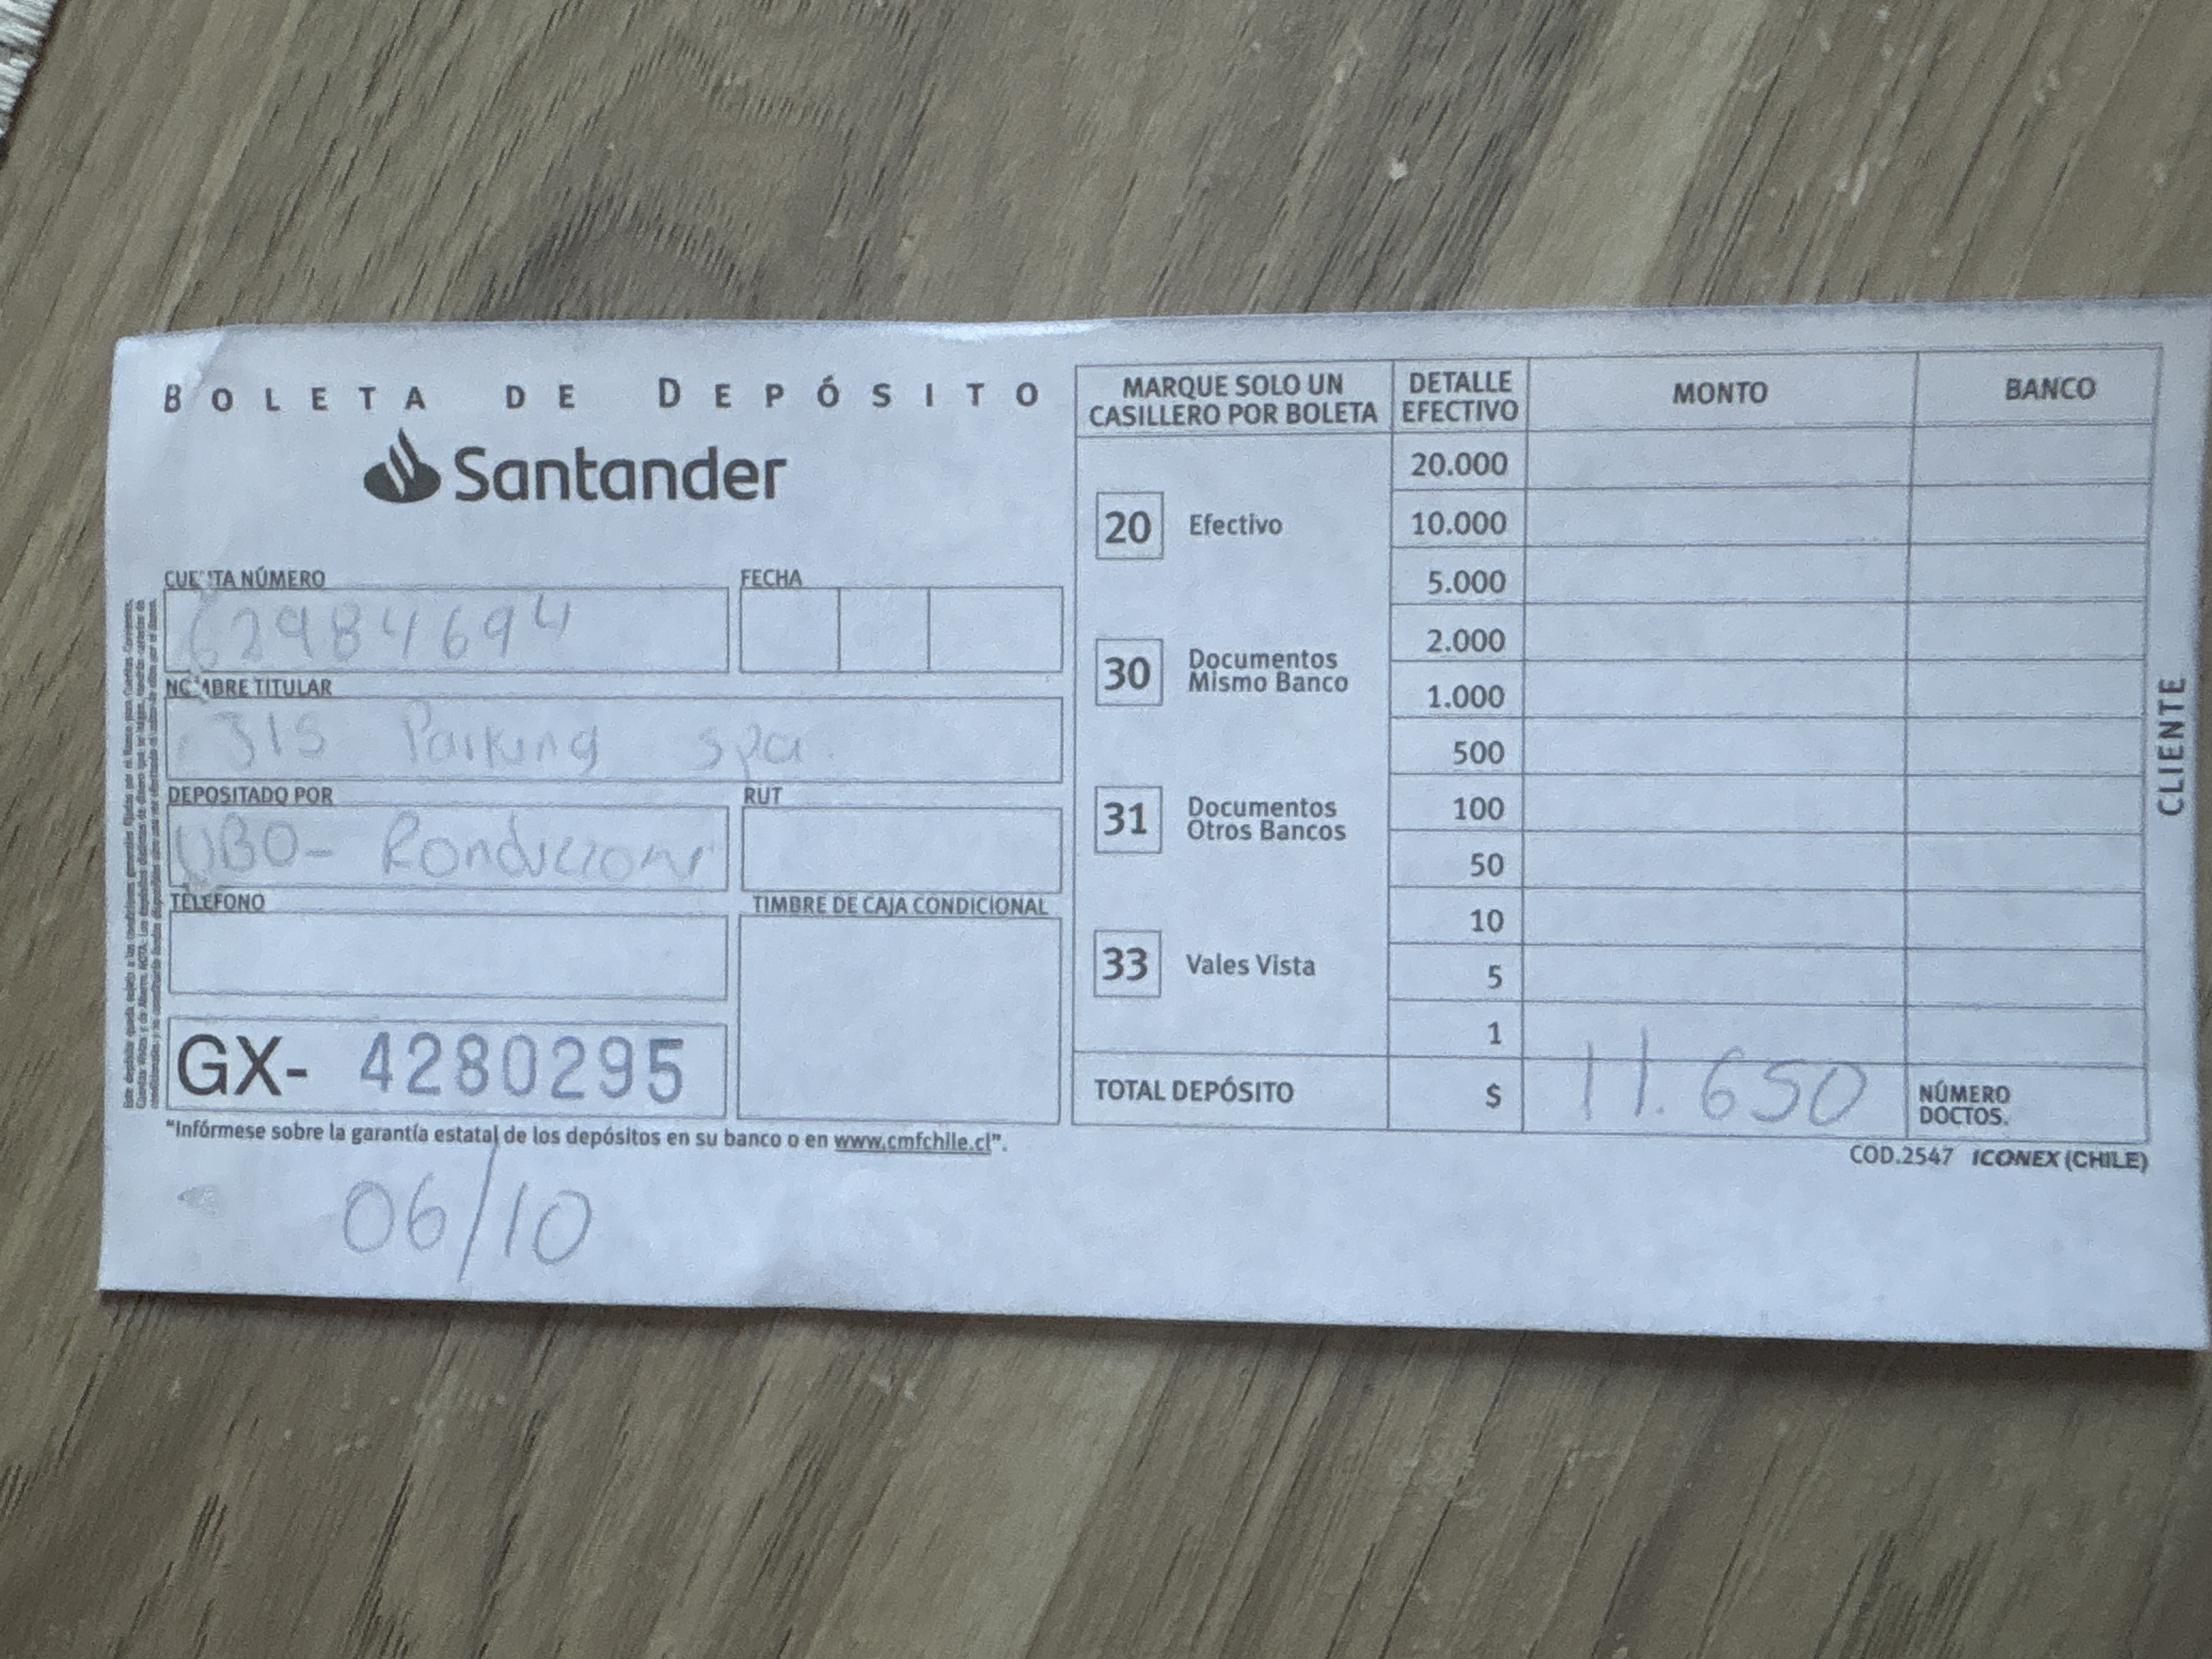 BOLETA DE DEPÓSITO
Santander
CUENTA NÚMERO
62984694
FECHA
NOMBRE TITULAR
JIS Parking spa.
DEPOSITADO POR
UBO- Rondizzoni
RUT
TELÉFONO
TIMBRE DE CAJA CONDICIONAL
GX- 4280295
"Infórmese sobre la garantía estatal de los depósitos en su banco o en www.cmfchile.cl".
06/10
MARQUE SOLO UN
CASILLERO POR BOLETA
20 Efectivo
30 Documentos
Mismo Banco
31 Documentos
Otros Bancos
33 Vales Vista
DETALLE
EFECTIVO
MONTO
BANCO
20.000
10.000
5.000
2.000
1.000
500
100
50
10
5
1
TOTAL DEPÓSITO $ 11.650
NÚMERO
DOCTOS.
COD.2547 ICONEX (CHILE)
CLIENTE